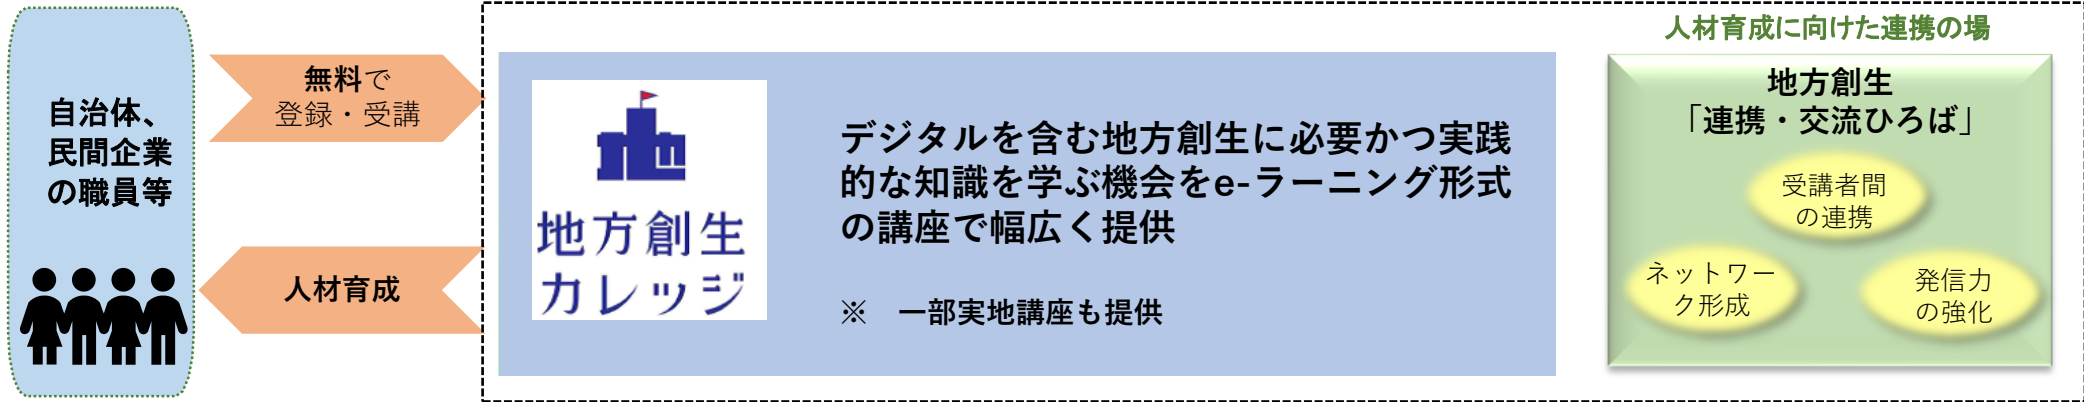 自治体、
民間企業
の職員等
無料で
登録・受講
人材育成
地方創生
カレッジ
デジタルを含む地方創生に必要かつ実践
的な知識を学ぶ機会をe-ラーニング形式
の講座で幅広く提供
※　一部実地講座も提供
人材育成に向けた連携の場
地方創生
「連携・交流ひろば」
受講者間
の連携
ネットワー
ク形成
発信力
の強化